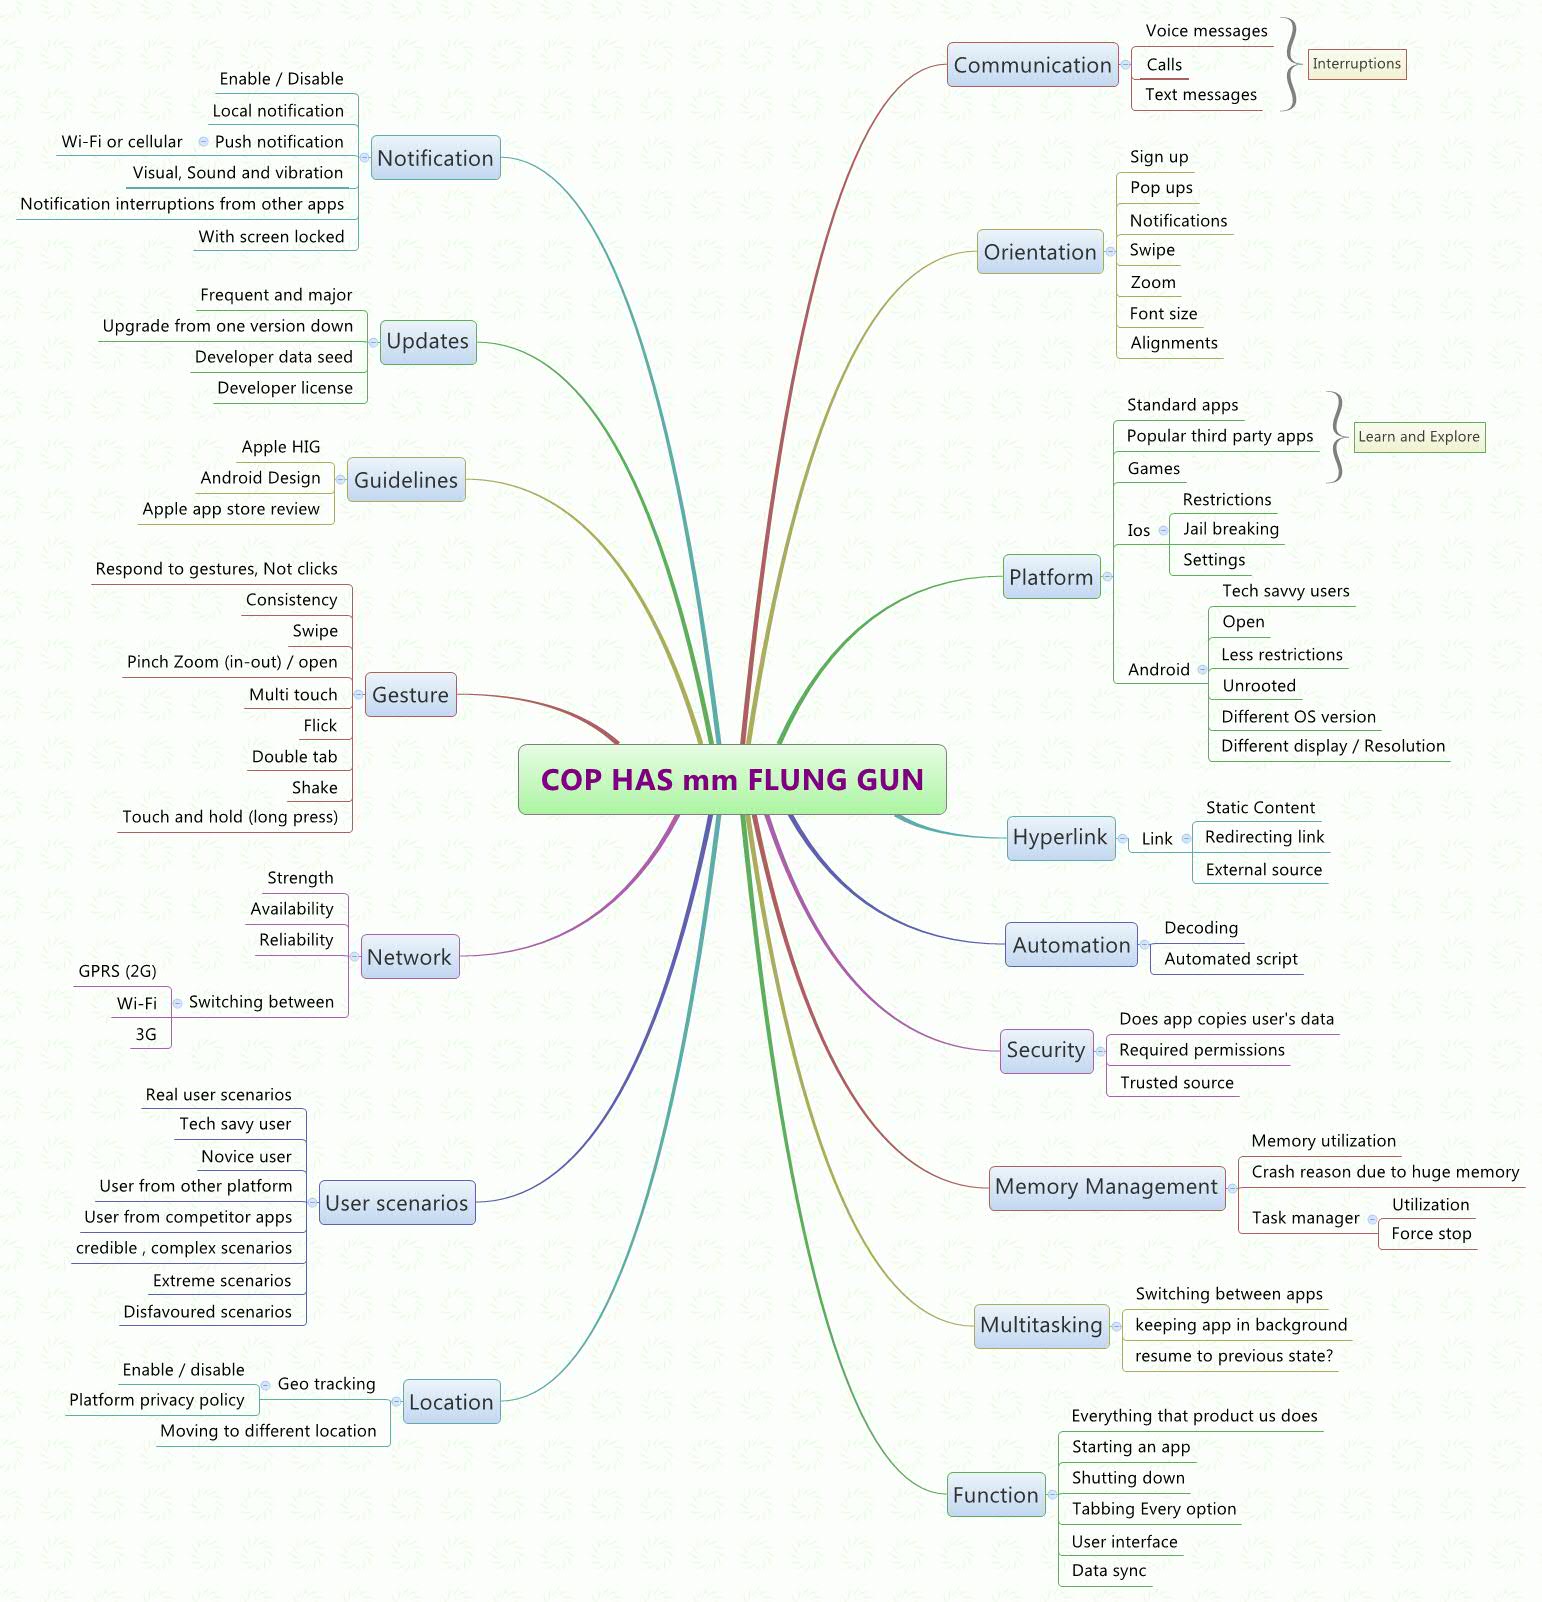 COP HAS mm FLUNG GUN
Communication
Voice messages
Calls
Text messages
Interruptions
Orientation
Sign up
Pop ups
Notifications
Swipe
Zoom
Font size
Alignments
Platform
Standard apps
Popular third party apps
Games
Learn and Explore
Ios
Restrictions
Jail breaking
Settings
Android
Tech savvy users
Open
Less restrictions
Unrooted
Different OS version
Different display / Resolution
Hyperlink
Link
Static Content
Redirecting link
External source
Automation
Decoding
Automated script
Security
Does app copies user's data
Required permissions
Trusted source
Memory Management
Memory utilization
Crash reason due to huge memory
Task manager
Utilization
Force stop
Multitasking
Switching between apps
keeping app in background
resume to previous state?
Function
Everything that product us does
Starting an app
Shutting down
Tabbing Every option
User interface
Data sync
Notification
Enable / Disable
Local notification
Push notification
Wi-Fi or cellular
Visual, Sound and vibration
Notification interruptions from other apps
With screen locked
Updates
Frequent and major
Upgrade from one version down
Developer data seed
Developer license
Guidelines
Apple HIG
Android Design
Apple app store review
Gesture
Respond to gestures, Not clicks
Consistency
Swipe
Pinch Zoom (in-out) / open
Multi touch
Flick
Double tab
Shake
Touch and hold (long press)
Network
Strength
Availability
Reliability
Switching between
GPRS (2G)
Wi-Fi
3G
User scenarios
Real user scenarios
Tech savy user
Novice user
User from other platform
User from competitor apps
credible , complex scenarios
Extreme scenarios
Disfavoured scenarios
Location
Geo tracking
Enable / disable
Platform privacy policy
Moving to different location